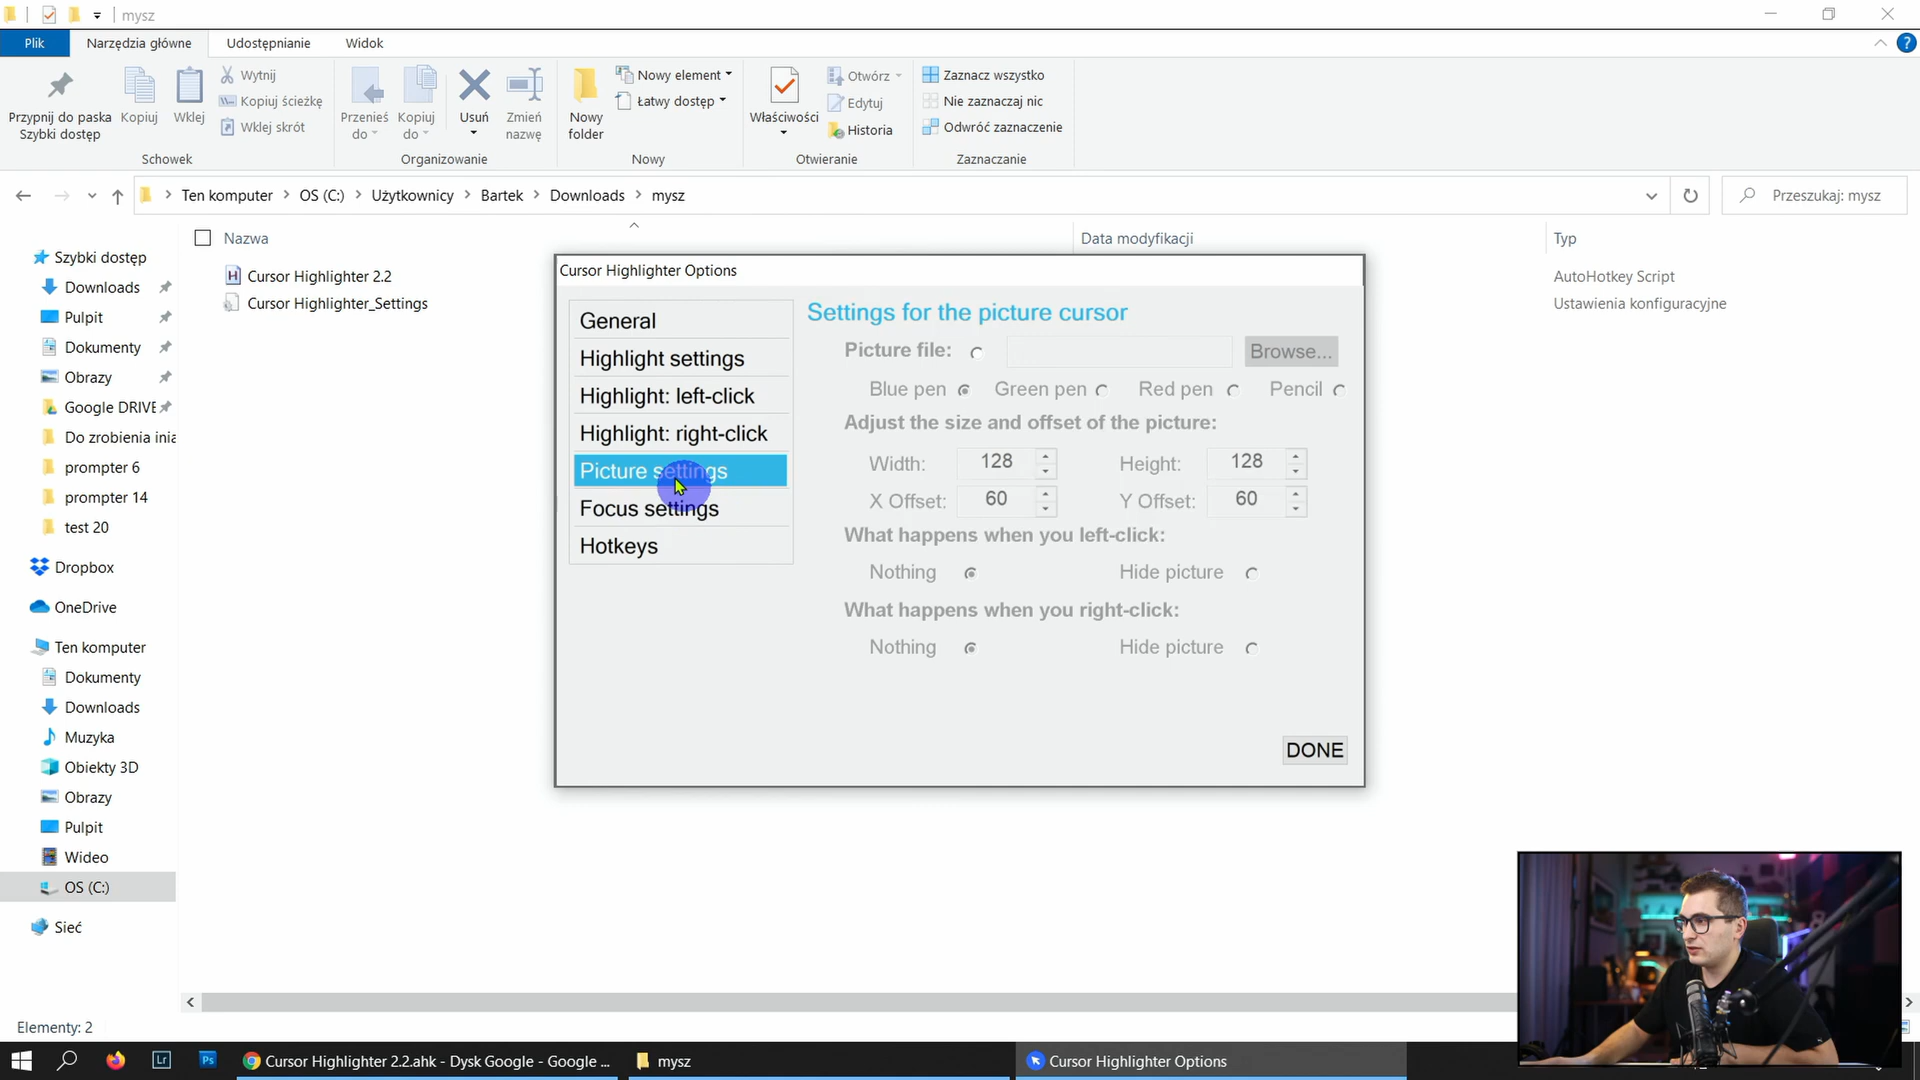 mysz
Plik Narzędzia główne Udostępnianie Widok
Przypnij do paska Szybki dostęp
Kopiuj
Wklej
Wytnij
Kopiuj ścieżkę
Wklej skrót
Schowek
Przenieś do
Kopiuj do
Usuń
Zmień nazwę
Organizowanie
Nowy folder
Nowy element
Łatwy dostęp
Nowy
Właściwości
Otwórz
Edytuj
Historia
Otwieranie
Zaznacz wszystko
Nie zaznaczaj nic
Odwróć zaznaczenie
Zaznaczanie
Ten komputer OS (C:) Użytkownicy Bartek Downloads mysz
Przeszukaj: mysz
Nazwa Data modyfikacji Typ
Cursor Highlighter 2.2 AutoHotkey Script
Cursor Highlighter_Settings Ustawienia konfiguracyjne
Szybki dostęp
Downloads
Pulpit
Dokumenty
Obrazy
Google DRIVE
Do zrobienia inia
prompter 6
prompter 14
test 20
Dropbox
OneDrive
Ten komputer
Dokumenty
Downloads
Muzyka
Obiekty 3D
Obrazy
Pulpit
Wideo
OS (C:)
Sieć
Elementy: 2
Cursor Highlighter Options
General
Highlight settings
Highlight: left-click
Highlight: right-click
Picture settings
Focus settings
Hotkeys
Settings for the picture cursor
Picture file: Browse...
Blue pen Green pen Red pen Pencil
Adjust the size and offset of the picture:
Width: 128 Height: 128
X Offset: 60 Y Offset: 60
What happens when you left-click:
Nothing Hide picture
What happens when you right-click:
Nothing Hide picture
DONE
Lr Ps Cursor Highlighter 2.2.ahk - Dysk Google - Google ... mysz Cursor Highlighter Options